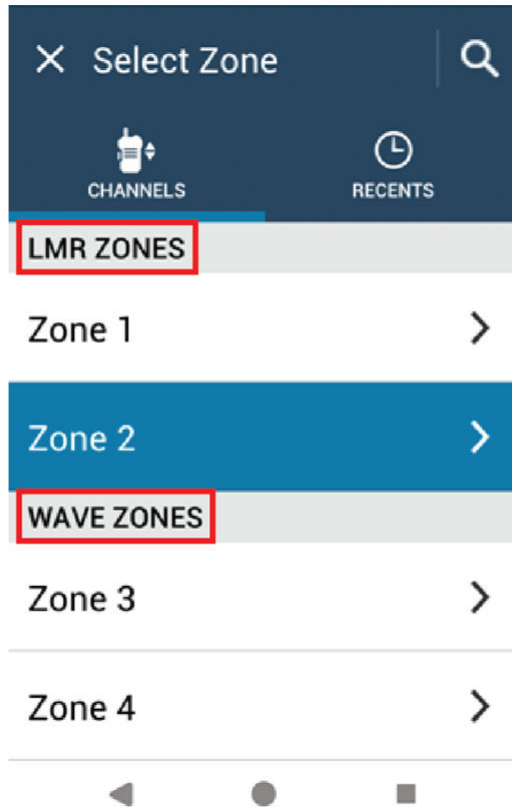 Select Zone
CHANNELS
RECENTS
LMR ZONES
Zone 1
Zone 2
WAVE ZONES
Zone 3
Zone 4